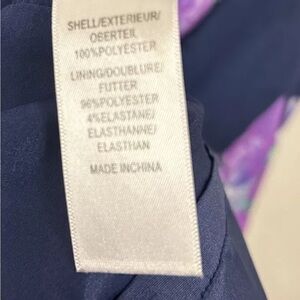 SHELL/EXTERIEUR/
OBERTEIL
100%POLYESTER
LINING/DOUBLURE/
FUTTER
96%POLYESTER
4%ELASTANE/
ELASTHANNE/
ELASTHAN
MADE INCHINA